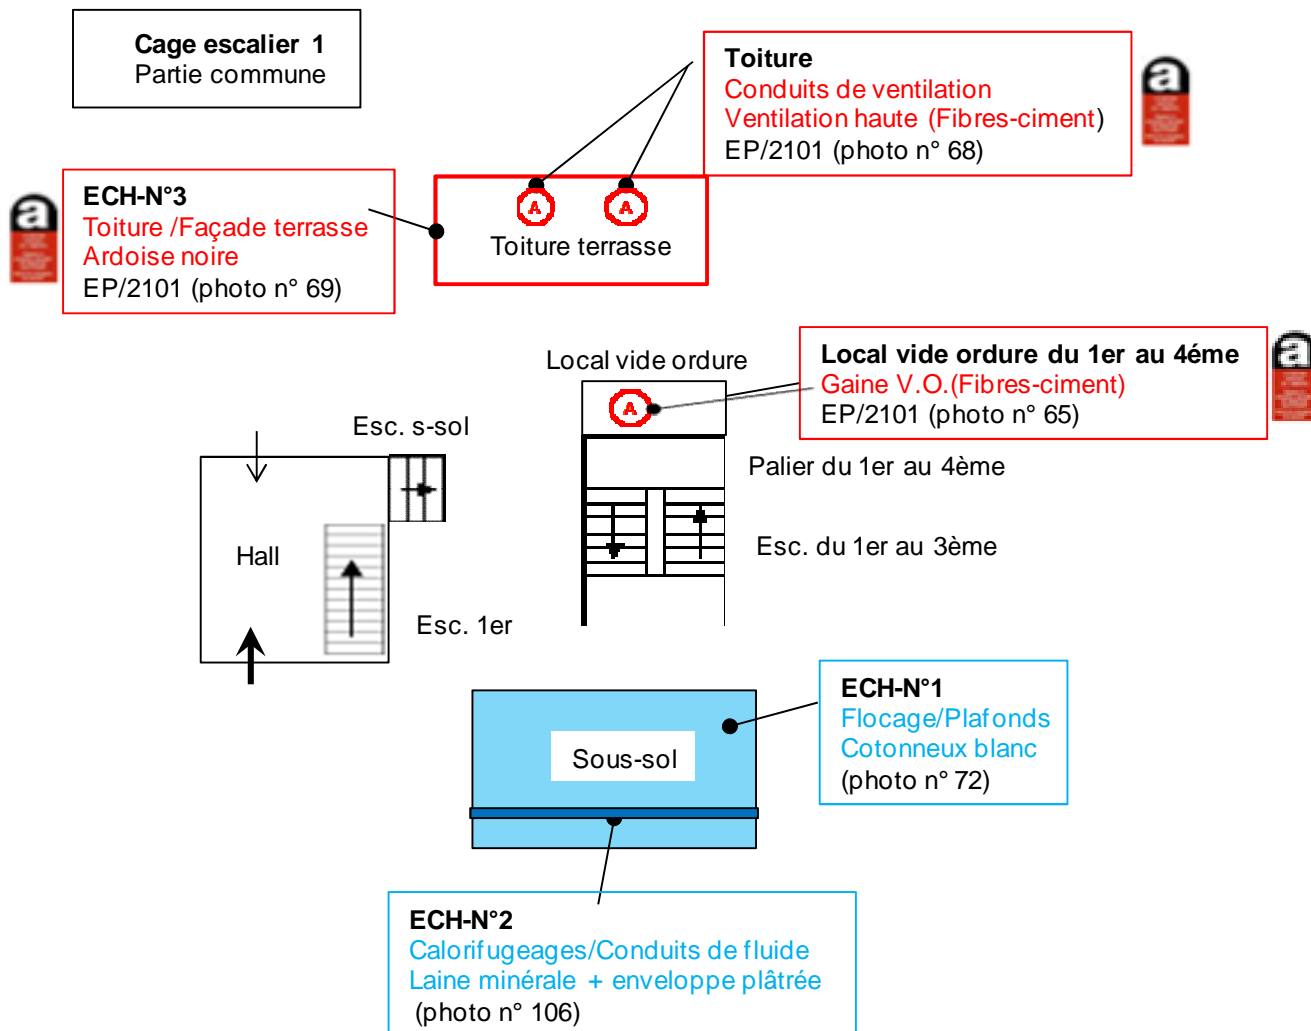 Cage escalier 1
Partie commune
Toiture
Conduits de ventilation
Ventilation haute (Fibres-ciment)
EP/2101 (photo n° 68)
a
ECH-N°3
Toiture /Façade terrasse
Ardoise noire
EP/2101 (photo n° 69)
a
A A
Toiture terrasse
Local vide ordure
A
Local vide ordure du 1er au 4éme
Gaine V.O.(Fibres-ciment)
EP/2101 (photo n° 65)
a
Esc. s-sol
Palier du 1er au 4ème
Hall
Esc. du 1er au 3ème
Esc. 1er
ECH-N°1
Flocage/Plafonds
Cotonneux blanc
(photo n° 72)
Sous-sol
ECH-N°2
Calorifugeages/Conduits de fluide
Laine minérale + enveloppe plâtrée
(photo n° 106)